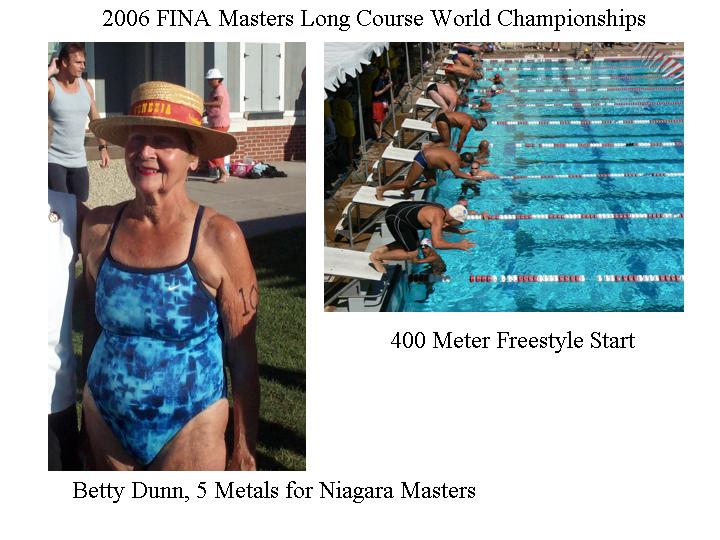 2006 FINA Masters Long Course World Championships
VENEZIA
10
400 Meter Freestyle Start
Betty Dunn, 5 Metals for Niagara Masters